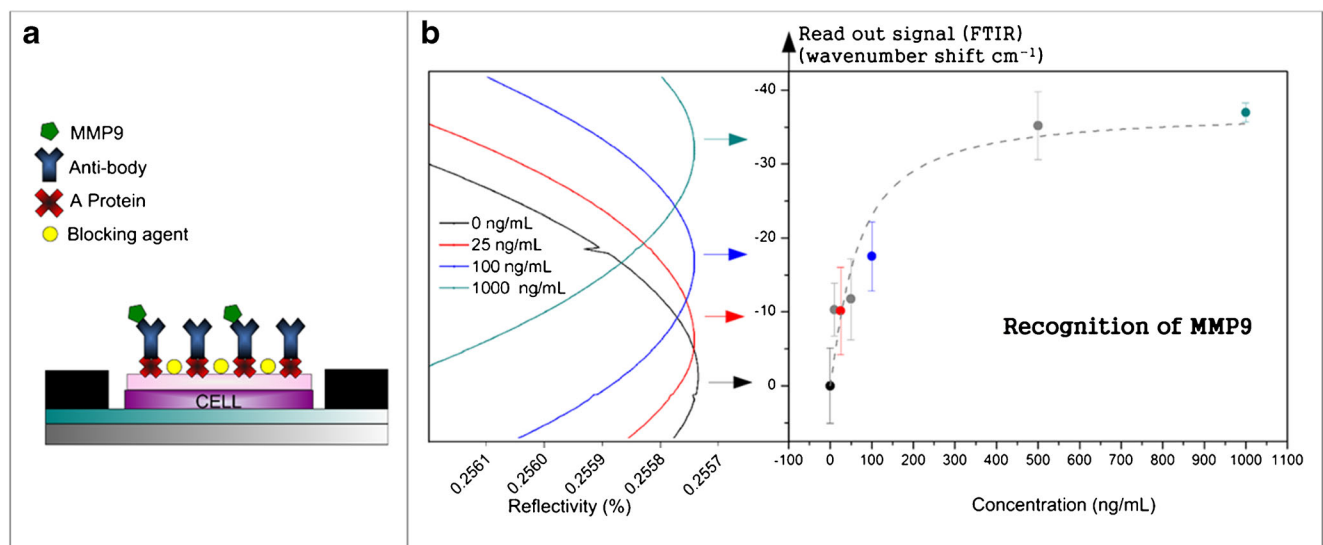 a
MMP9
Anti-body
A Protein
Blocking agent
CELL
b
Read out signal (FTIR)
(wavenumber shift cm⁻¹)
0 ng/mL
25 ng/mL
100 ng/mL
1000 ng/mL
0.2561 0.2560 0.2559 0.2558 0.2557
Reflectivity (%)
-40
-30
-20
-10
0
Recognition of MMP9
-100 0 100 200 300 400 500 600 700 800 900 1000 1100
Concentration (ng/mL)